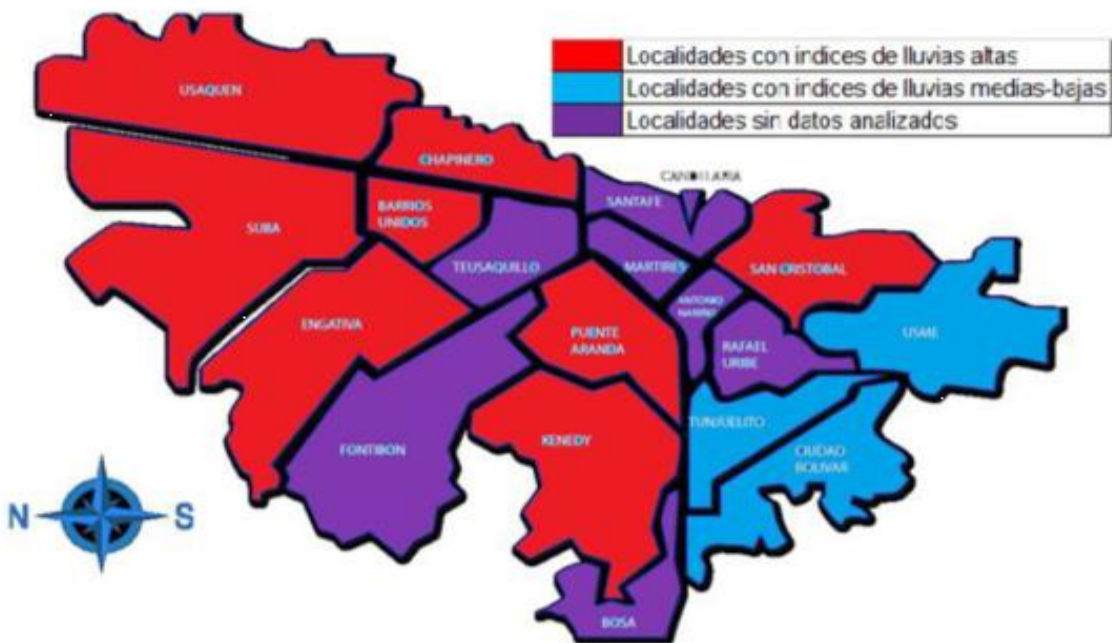 Localidades con indices de lluvias altas
Localidades con indices de lluvias medias-bajas
Localidades sin datos analizados
USAQUEN
CHAPINERO
SANTAFE
SUBA
BARRIOS
UNIDOS
TEUSAQUILLO
MARTIRES
SAN CRISTOBAL
ANTONIO
NARIÑO
ENGATIVA
PUENTE
ARANDA
RAFAEL
URIBE
USME
FONTIBON
KENEDY
TUNJUELITO
CIUDAD
BOLIVAR
BOSA
N
S